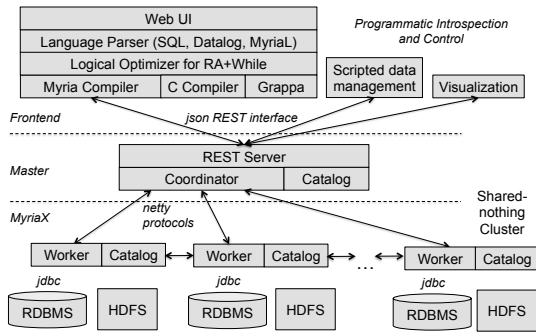 Web UI
Language Parser (SQL, Datalog, MyriaL)
Logical Optimizer for RA+While
Myria Compiler
C Compiler
Grappa
Programmatic Introspection
and Control
Scripted data
management
Visualization
Frontend
json REST interface
REST Server
Master
Coordinator
Catalog
MyriaX
netty
protocols
Shared-
nothing
Cluster
Worker
Catalog
Worker
Catalog
...
Worker
Catalog
jdbc
jdbc
jdbc
RDBMS
HDFS
RDBMS
HDFS
RDBMS
HDFS